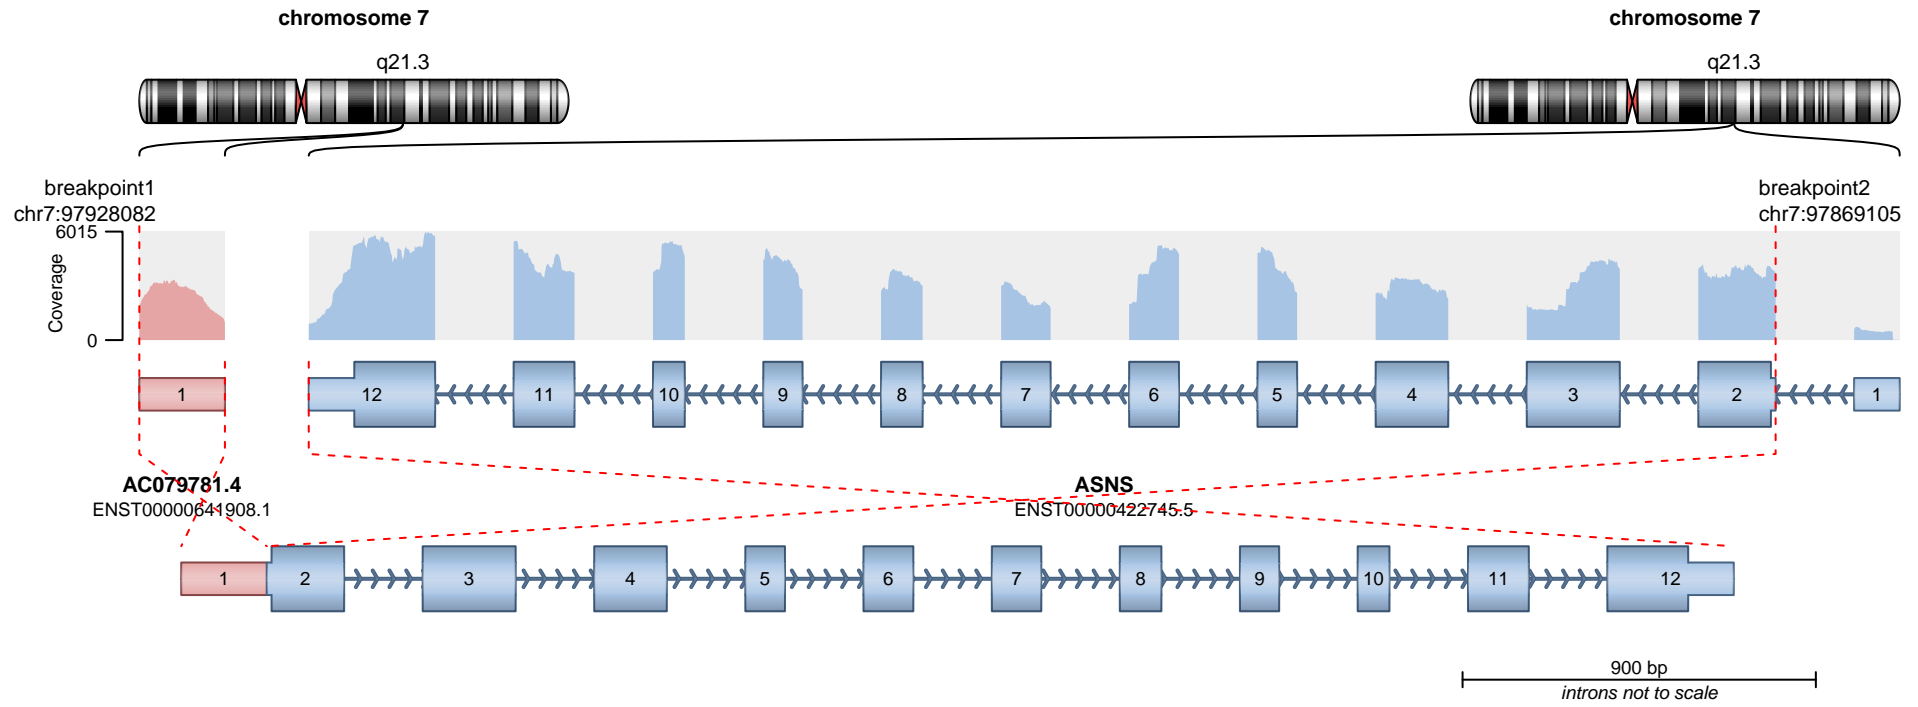 chromosome 7
chromosome 7
q21.3
q21.3
breakpoint1
chr7:97928082
breakpoint2
chr7:97869105
6015
Coverage
0
1
12
11
10
9
8
7
6
5
4
3
2
1
AC079781.4
ENST00000641908.1
ASNS
ENST00000422745.5
1
2
3
4
5
6
7
8
9
10
11
12
900 bp
introns not to scale